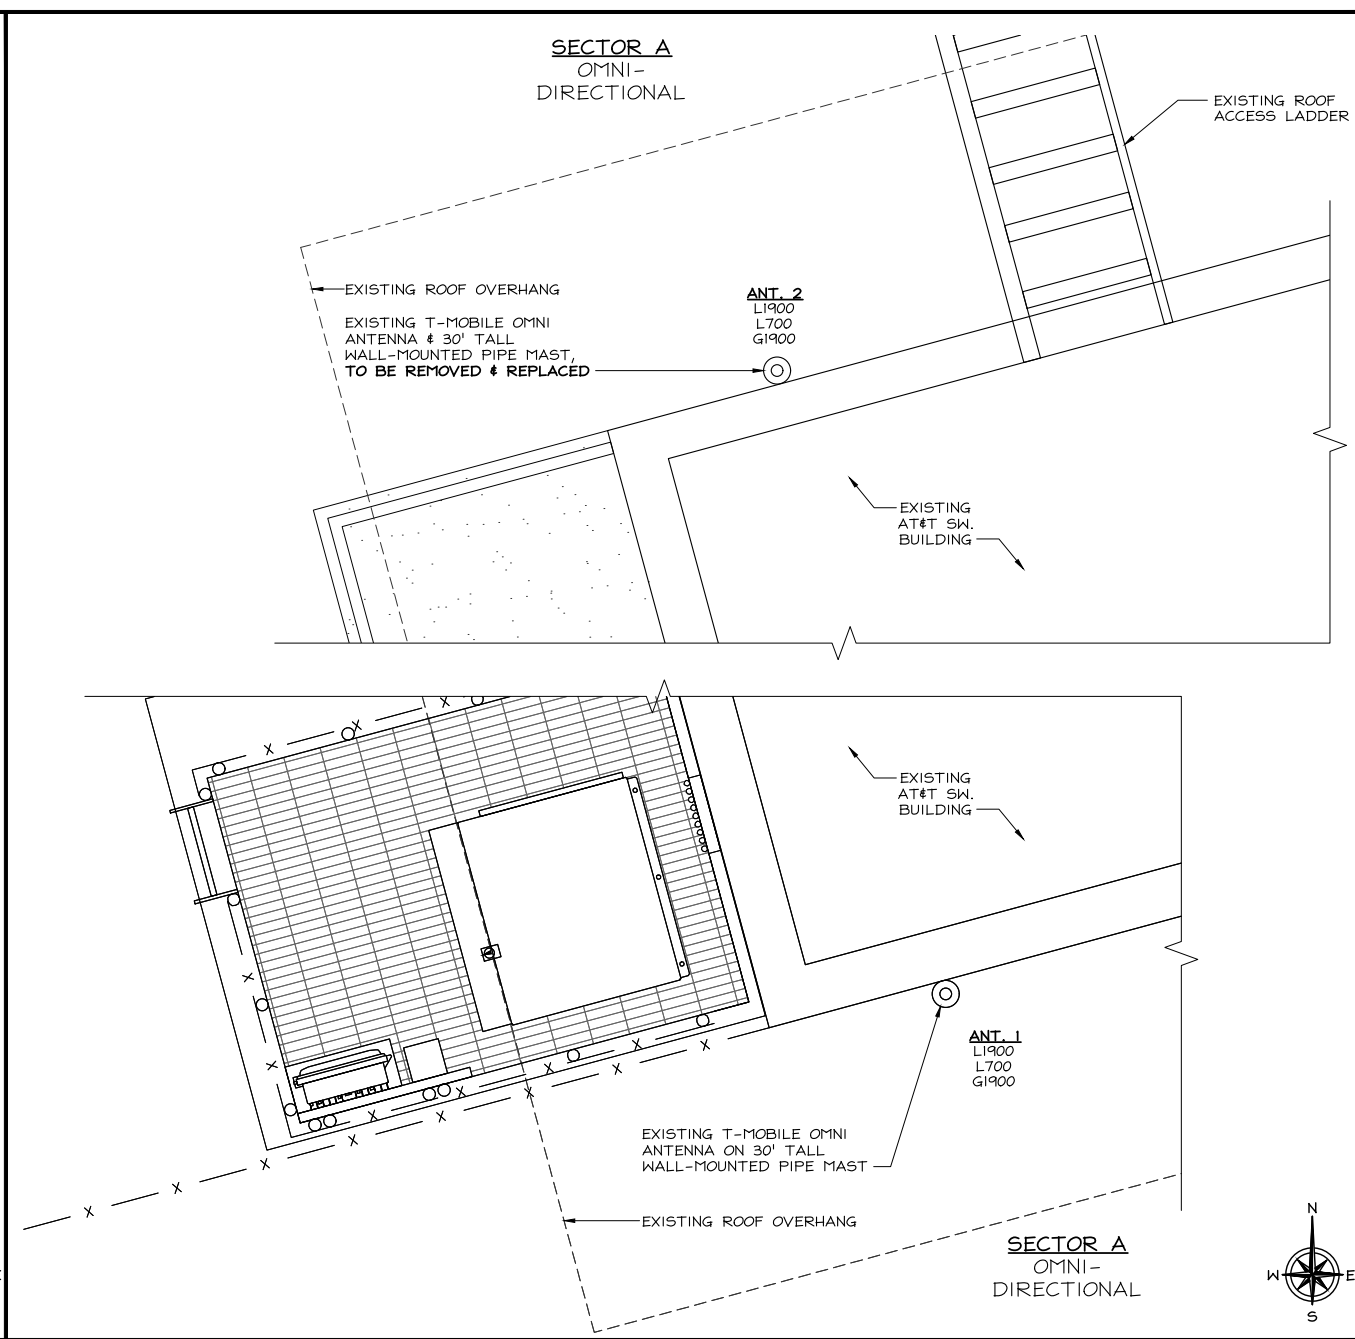 SECTOR A
OMNI-
DIRECTIONAL
EXISTING ROOF
ACCESS LADDER
EXISTING ROOF OVERHANG
EXISTING T-MOBILE OMNI
ANTENNA & 30' TALL
WALL-MOUNTED PIPE MAST,
TO BE REMOVED & REPLACED
ANT. 2
L1900
L700
G1900
EXISTING
AT&T SW.
BUILDING
EXISTING
AT&T SW.
BUILDING
ANT. 1
L1900
L700
G1900
EXISTING T-MOBILE OMNI
ANTENNA ON 30' TALL
WALL-MOUNTED PIPE MAST
EXISTING ROOF OVERHANG
SECTOR A
OMNI-
DIRECTIONAL
N
W E
S